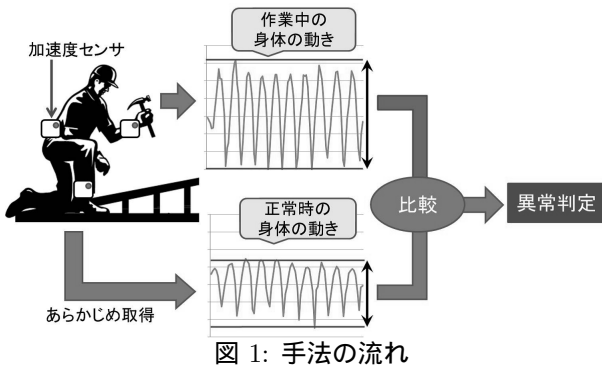 加速度センサ
作業中の
身体の動き
正常時の
身体の動き
あらかじめ取得
比較
異常判定
図 1: 手法の流れ